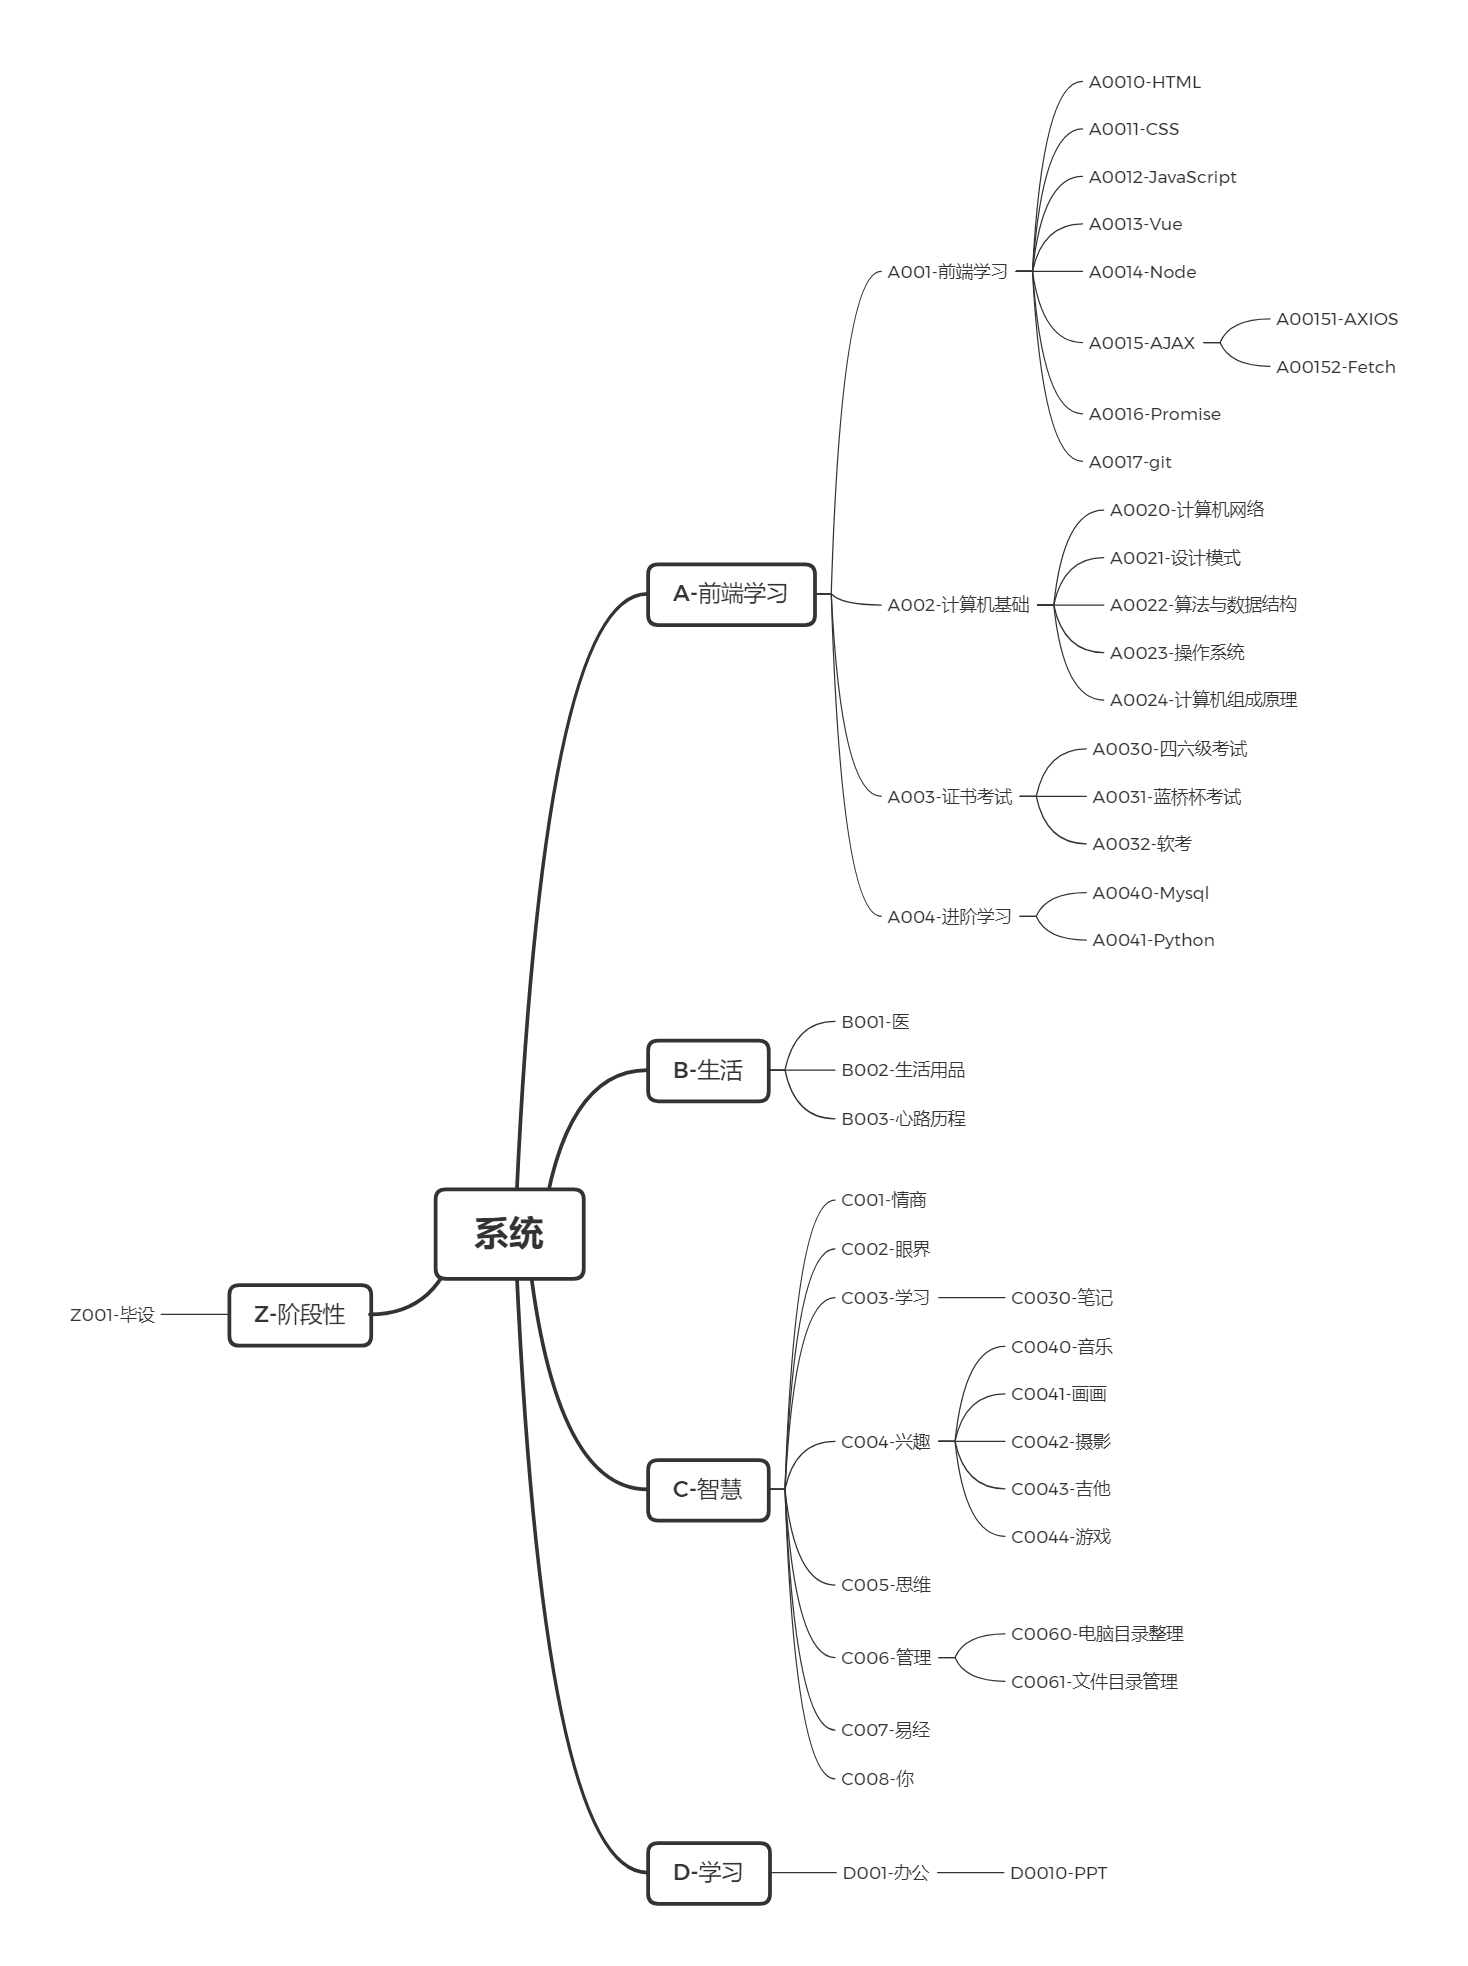 系统
A-前端学习
A001-前端学习
A0010-HTML
A0011-CSS
A0012-JavaScript
A0013-Vue
A0014-Node
A0015-AJAX
A00151-AXIOS
A00152-Fetch
A0016-Promise
A0017-git
A002-计算机基础
A0020-计算机网络
A0021-设计模式
A0022-算法与数据结构
A0023-操作系统
A0024-计算机组成原理
A003-证书考试
A0030-四六级考试
A0031-蓝桥杯考试
A0032-软考
A004-进阶学习
A0040-Mysql
A0041-Python
B-生活
B001-医
B002-生活用品
B003-心路历程
C-智慧
C001-情商
C002-眼界
C003-学习
C0030-笔记
C004-兴趣
C0040-音乐
C0041-画画
C0042-摄影
C0043-吉他
C0044-游戏
C005-思维
C006-管理
C0060-电脑目录整理
C0061-文件目录管理
C007-易经
C008-你
D-学习
D001-办公
D0010-PPT
Z-阶段性
Z001-毕设